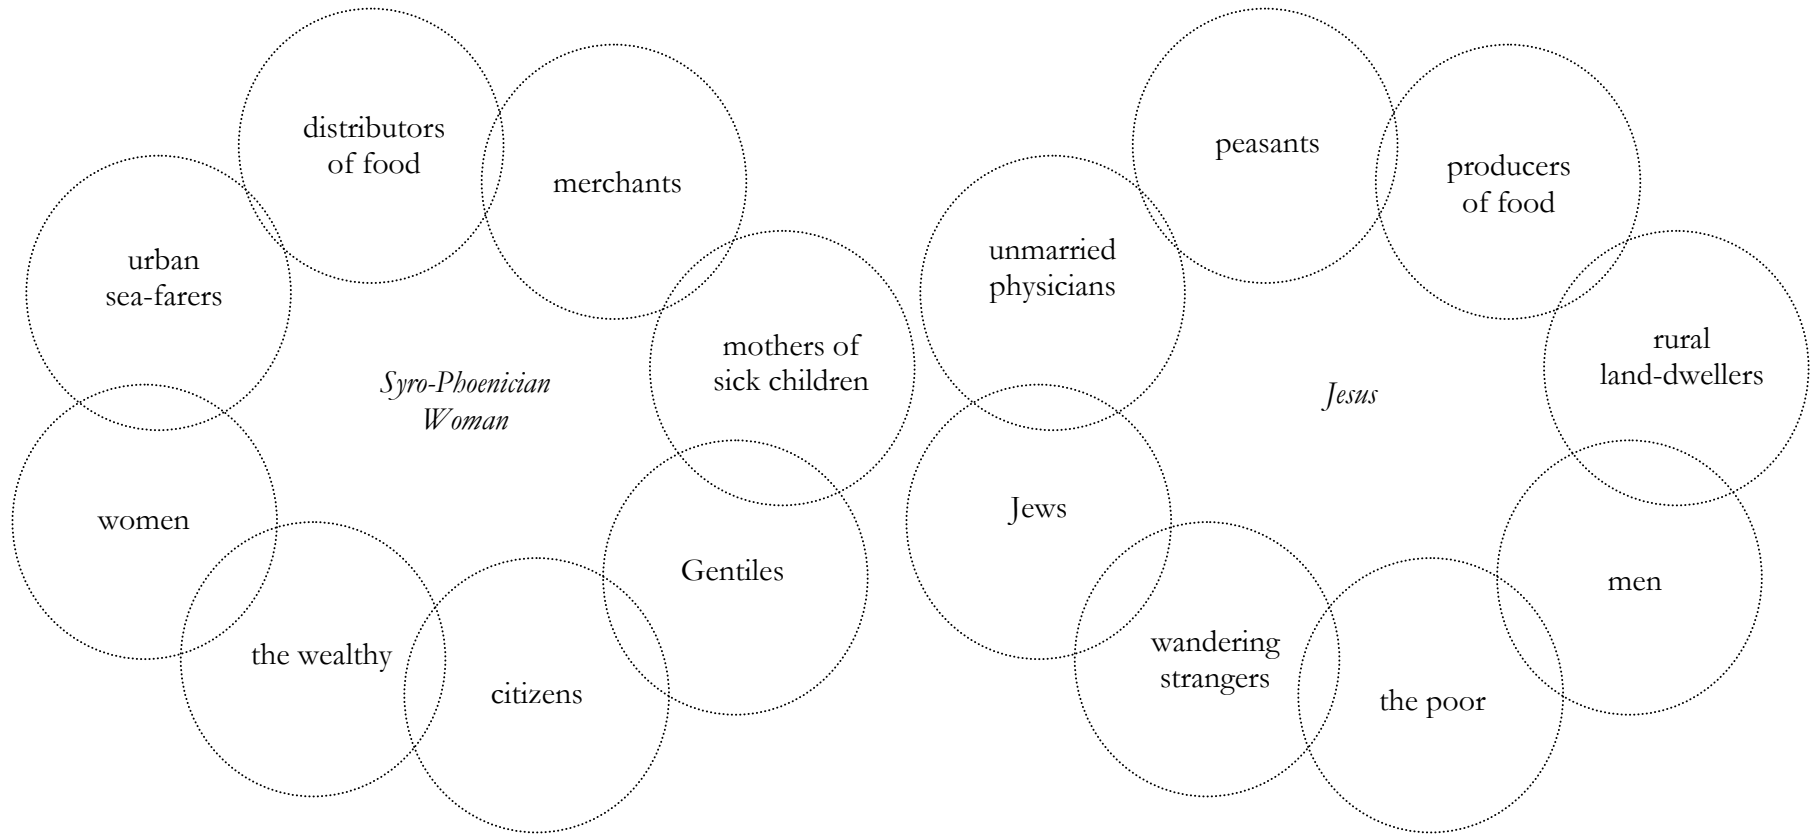 distributors
of food
merchants
urban
sea-farers
mothers of
sick children
Syro-Phoenician
Woman
women
Gentiles
the wealthy
citizens
peasants
producers
of food
unmarried
physicians
rural
land-dwellers
Jesus
Jews
men
wandering
strangers
the poor